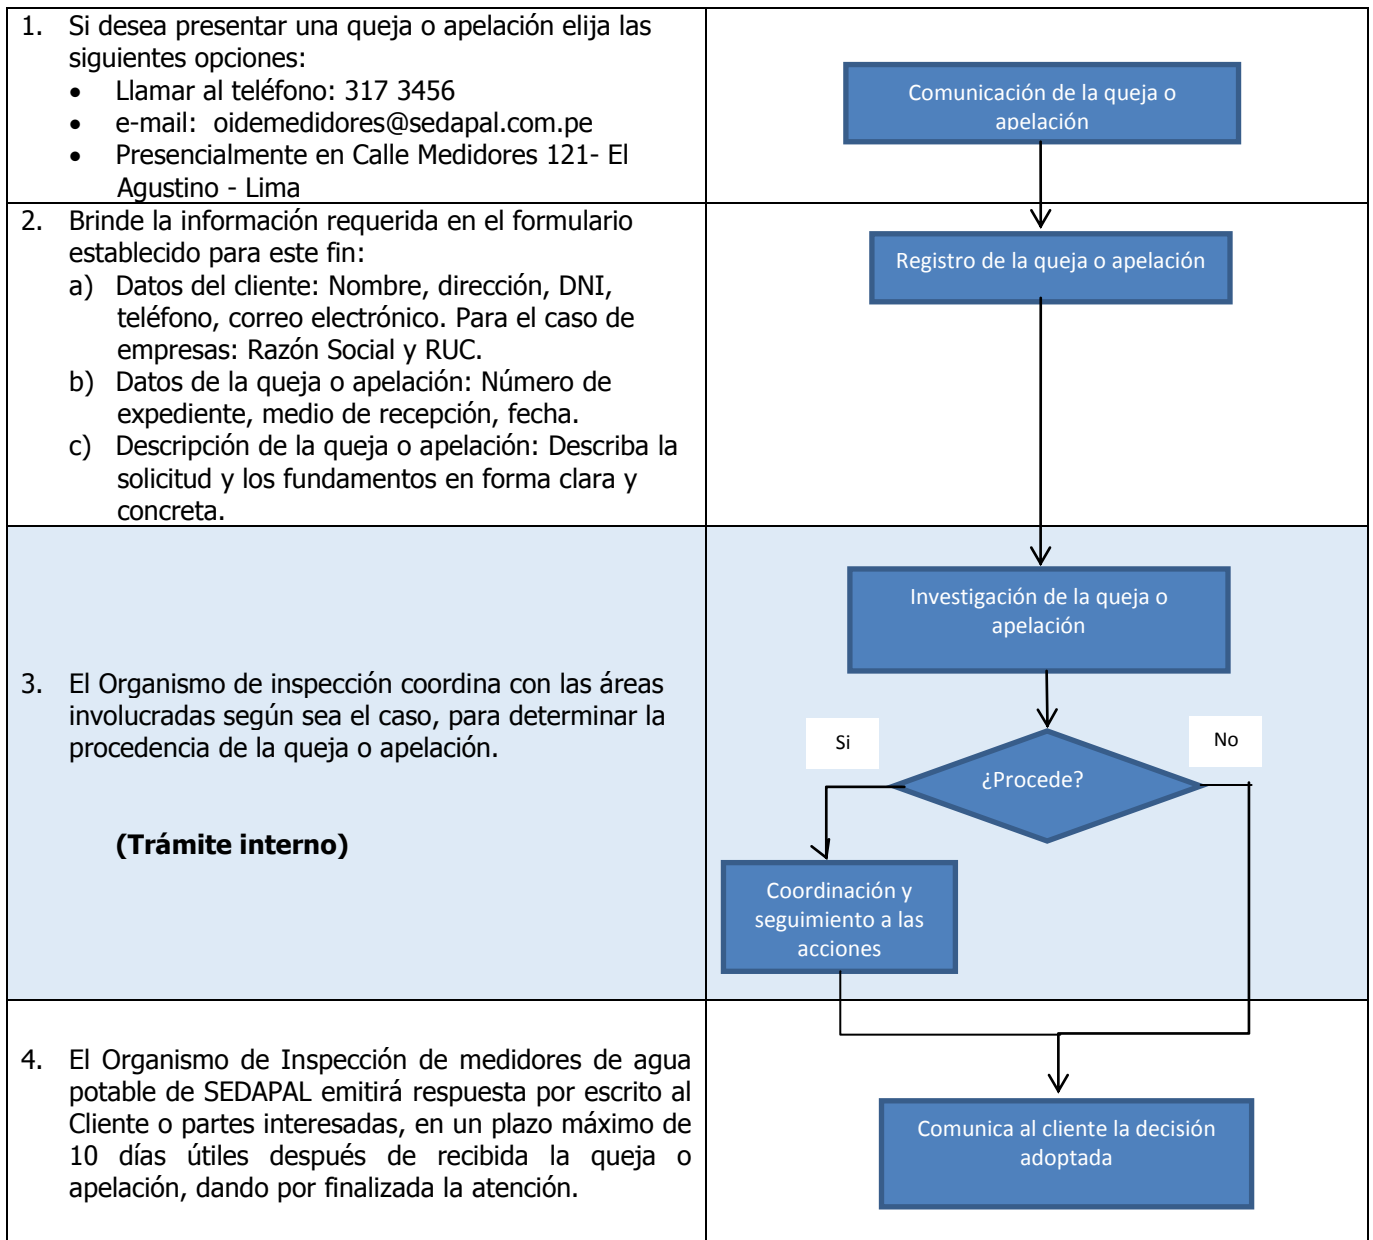 1. Si desea presentar una queja o apelación elija las
siguientes opciones:
• Llamar al teléfono: 317 3456
• e-mail: oidemedidores@sedapal.com.pe
• Presencialmente en Calle Medidores 121- El
Agustino - Lima
Comunicación de la queja o
apelación
2. Brinde la información requerida en el formulario
establecido para este fin:
a) Datos del cliente: Nombre, dirección, DNI,
teléfono, correo electrónico. Para el caso de
empresas: Razón Social y RUC.
b) Datos de la queja o apelación: Número de
expediente, medio de recepción, fecha.
c) Descripción de la queja o apelación: Describa la
solicitud y los fundamentos en forma clara y
concreta.
Registro de la queja o apelación
3. El Organismo de inspección coordina con las áreas
involucradas según sea el caso, para determinar la
procedencia de la queja o apelación.
(Trámite interno)
Investigación de la queja o
apelación
Si
No
¿Procede?
Coordinación y
seguimiento a las
acciones
4. El Organismo de Inspección de medidores de agua
potable de SEDAPAL emitirá respuesta por escrito al
Cliente o partes interesadas, en un plazo máximo de
10 días útiles después de recibida la queja o
apelación, dando por finalizada la atención.
Comunica al cliente la decisión
adoptada